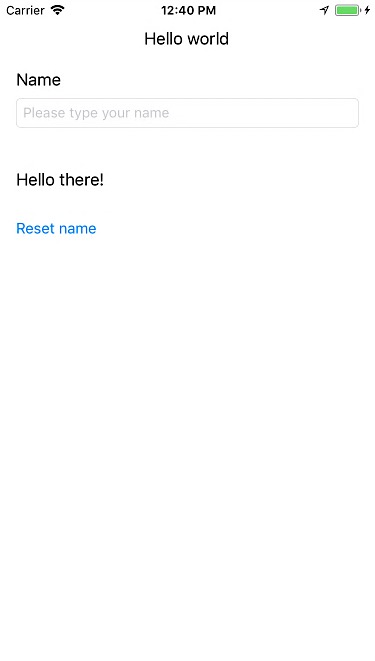 Carrier 12:40 PM
Hello world
Name
Please type your name
Hello there!
Reset name